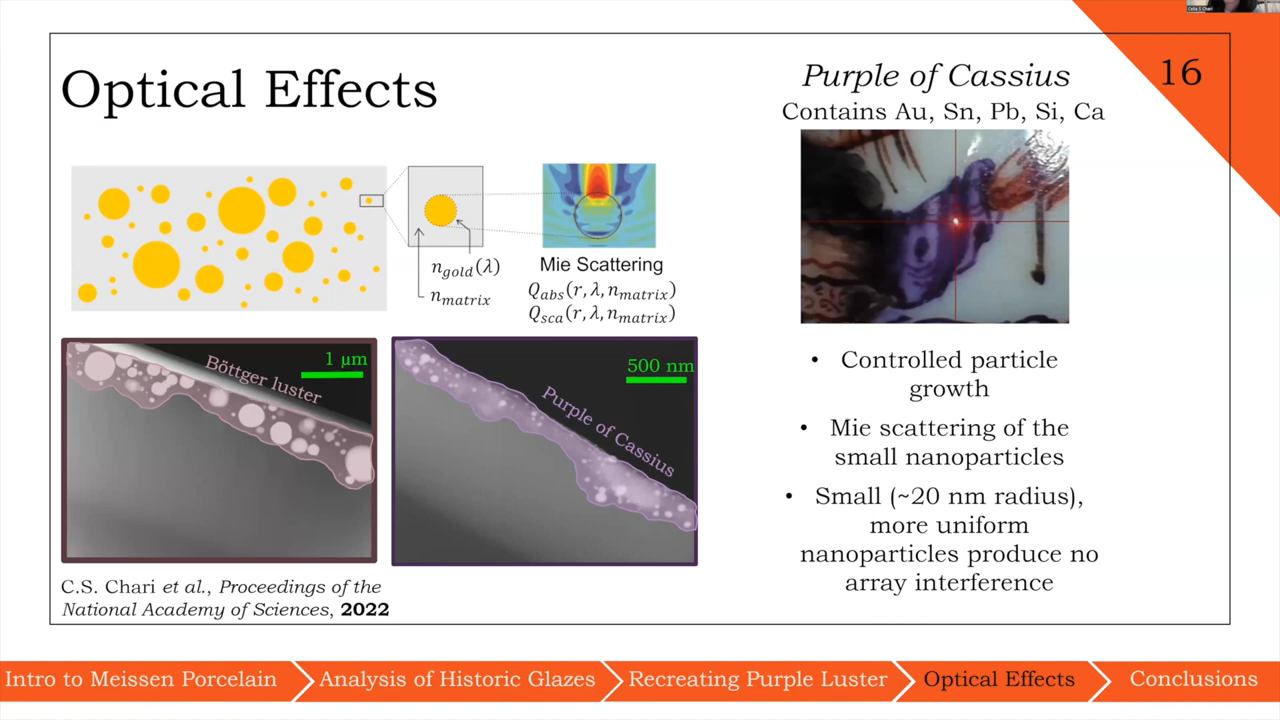 Optical Effects
Purple of Cassius
16
Celia S Chari
Contains Au, Sn, Pb, Si, Ca
n_gold(λ)
n_matrix
Mie Scattering
Q_abs(r, λ, n_matrix)
Q_sca(r, λ, n_matrix)
Böttger luster
1 µm
Purple of Cassius
500 nm
C.S. Chari et al., Proceedings of the
National Academy of Sciences, 2022
• Controlled particle
growth
• Mie scattering of the
small nanoparticles
• Small (~20 nm radius),
more uniform
nanoparticles produce no
array interference
Intro to Meissen Porcelain
Analysis of Historic Glazes
Recreating Purple Luster
Optical Effects
Conclusions